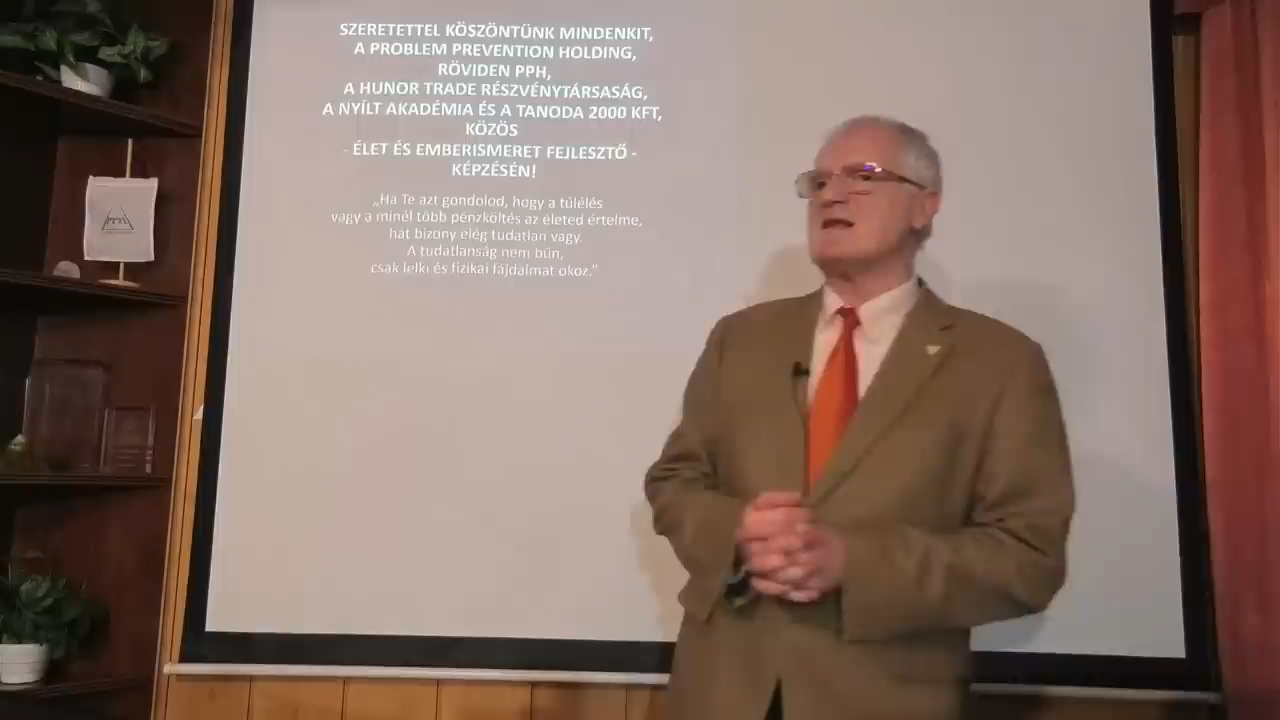 SZERETETTEL KÖSZÖNTÜNK MINDENKIT,
A PROBLEM PREVENTION HOLDING,
RÖVIDEN PPH,
A HUNOR TRADE RÉSZVÉNYTÁRSASÁG,
A NYÍLT AKADÉMIA ÉS A TANODA 2000 KFT,
KÖZÖS
- ÉLET ÉS EMBERISMERET FEJLESZTŐ -
KÉPZÉSÉN!
„Ha Te azt gondolod, hogy a túlélés
vagy a minél több pénzköltés az életed értelme,
hát bizony elég tudatlan vagy.
A tudatlanság nem bűn,
csak lelki és fizikai fájdalmat okoz.”